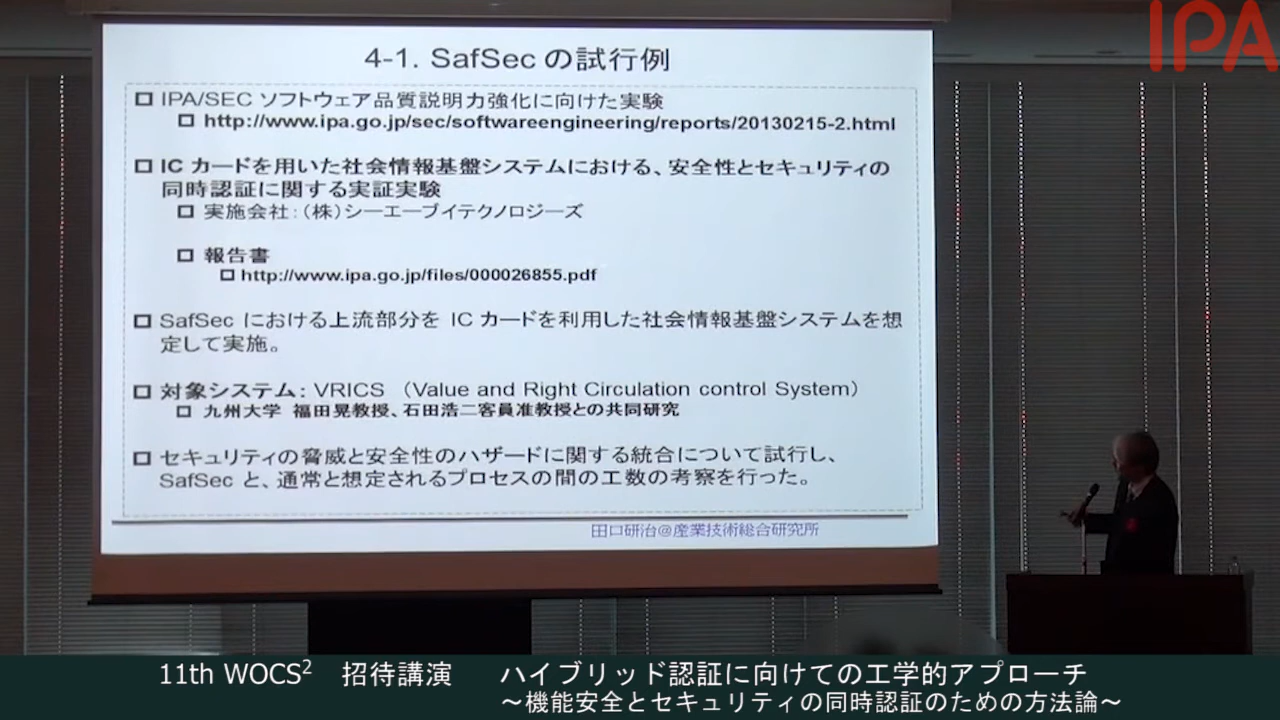 IPA
4-1. SafSec の試行例
IPA/SEC ソフトウェア品質説明力強化に向けた実験
http://www.ipa.go.jp/sec/softwareengineering/reports/20130215-2.html
IC カードを用いた社会情報基盤システムにおける、安全性とセキュリティの
同時認証に関する実証実験
実施会社：（株）シーエーブイテクノロジーズ
報告書
http://www.ipa.go.jp/files/000026855.pdf
SafSec における上流部分を IC カードを利用した社会情報基盤システムを想
定して実施。
対象システム：VRICS （Value and Right Circulation control System）
九州大学 福田晃教授、石田浩二客員准教授との共同研究
セキュリティの脅威と安全性のハザードに関する統合について試行し、
SafSec と、通常と想定されるプロセスの間の工数の考察を行った。
田口研治＠産業技術総合研究所
11th WOCS² 招待講演 ハイブリッド認証に向けての工学的アプローチ
～機能安全とセキュリティの同時認証のための方法論～